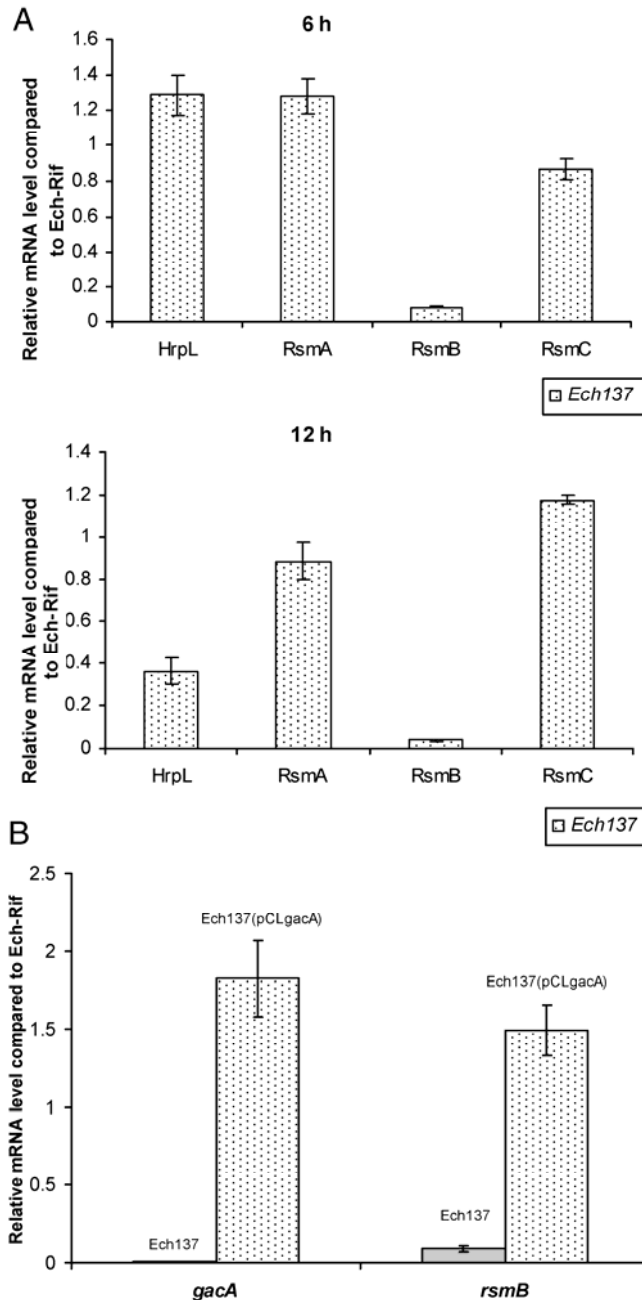 A
6 h
Relative mRNA level compared
to Ech-Rif
1.6
1.4
1.2
1
0.8
0.6
0.4
0.2
0
HrpL RsmA RsmB RsmC
Ech137
12 h
Relative mRNA level compared
to Ech-Rif
1.4
1.2
1
0.8
0.6
0.4
0.2
0
HrpL RsmA RsmB RsmC
Ech137
B
Relative mRNA level compared to Ech-Rif
2.5
2
1.5
1
0.5
0
Ech137(pCLgacA)
Ech137(pCLgacA)
Ech137
Ech137
gacA rsmB